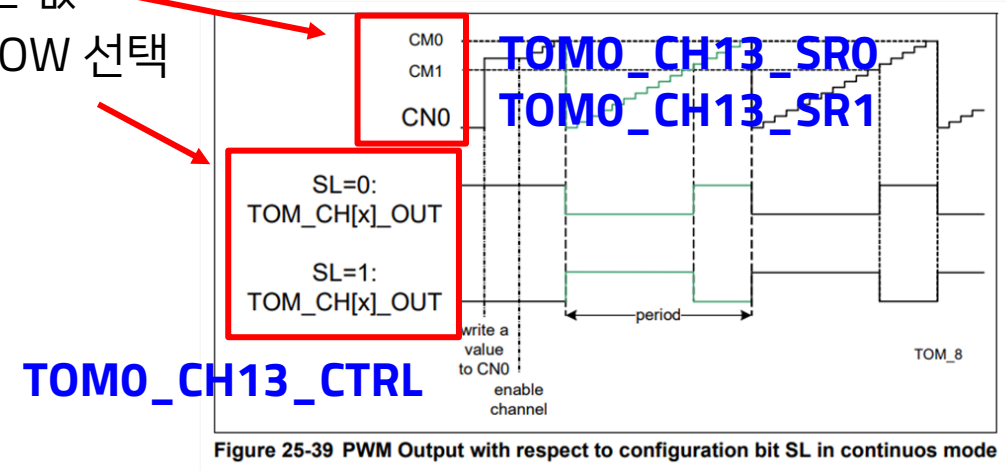 값
OW 선택
CM0
CM1
CN0
TOM0_CH13_SR0
TOM0_CH13_SR1
SL=0:
TOM_CH[x]_OUT
SL=1:
TOM_CH[x]_OUT
period
write a
value
to CN0
enable
channel
TOM_8
TOM0_CH13_CTRL
Figure 25-39 PWM Output with respect to configuration bit SL in continuos mode